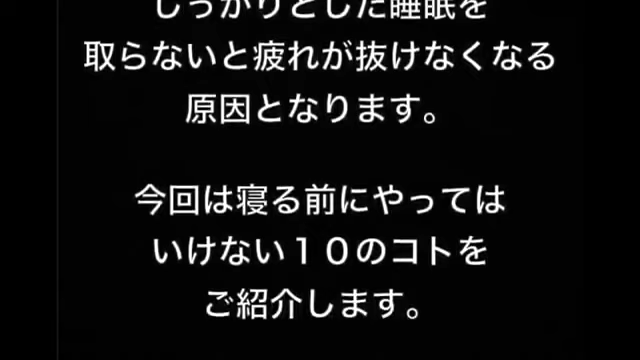 しっかりとした睡眠を
取らないと疲れが抜けなくなる
原因となります。
今回は寝る前にやっては
いけない１０のコトを
ご紹介します。